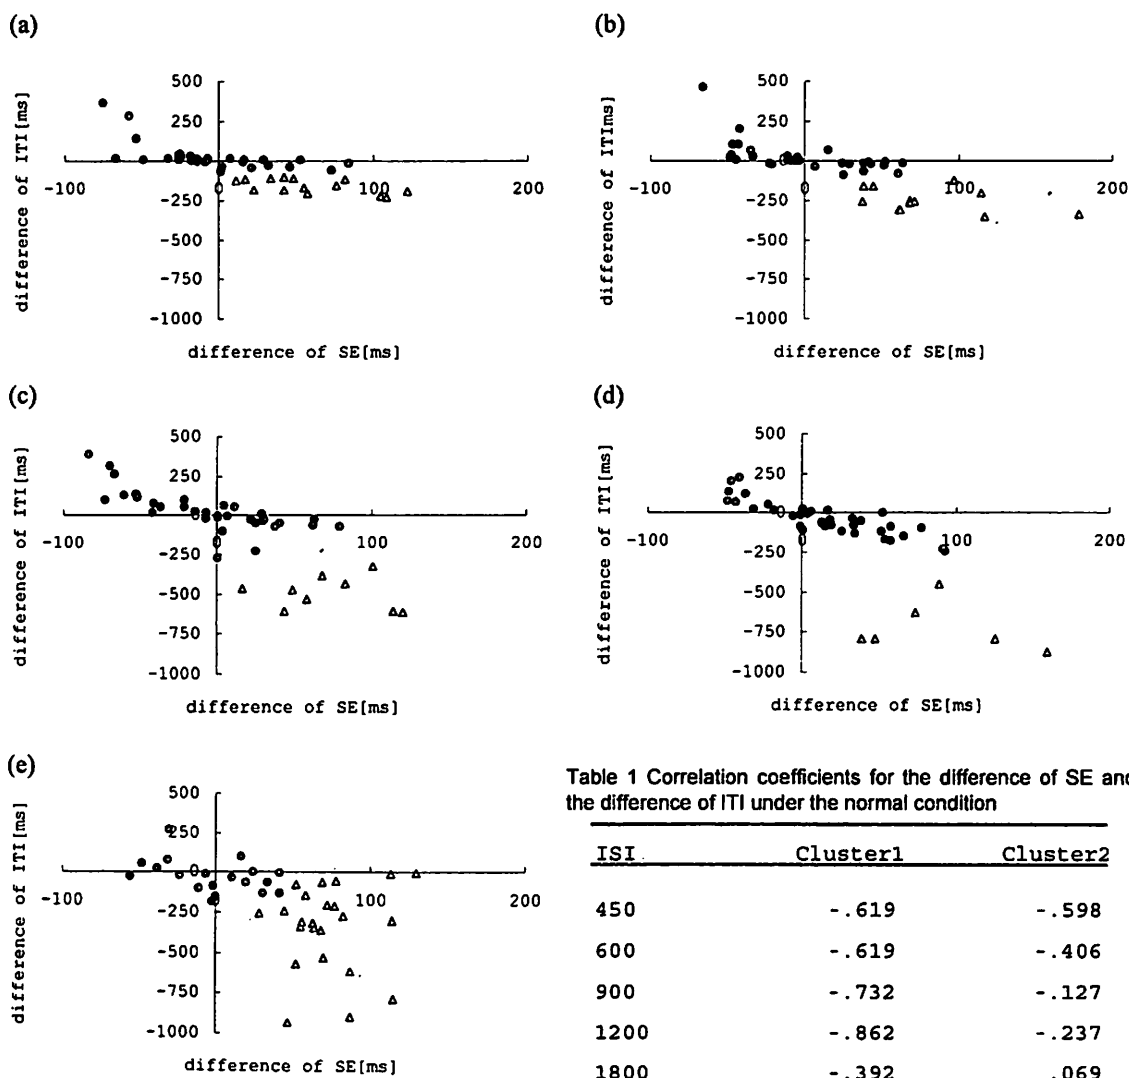 (a)
500
250
0
-100
0
100
200
-250
-500
-750
-1000
difference of ITI[ms]
difference of SE[ms]
(b)
500
250
0
-100
0
100
200
-250
-500
-750
-1000
difference of ITIms]
difference of SE[ms]
(c)
500
250
0
-100
0
100
200
-250
-500
-750
-1000
difference of ITI[ms]
difference of SE[ms]
(d)
500
250
0
-100
0
100
200
-250
-500
-750
-1000
difference of ITI[ms]
difference of SE[ms]
(e)
500
250
0
-100
0
100
200
-250
-500
-750
-1000
difference of ITI[ms]
difference of SE[ms]
Table 1 Correlation coefficients for the difference of SE and
the difference of ITI under the normal condition
ISI Cluster1 Cluster2
450 -.619 -.598
600 -.619 -.406
900 -.732 -.127
1200 -.862 -.237
1800 -.392 .069